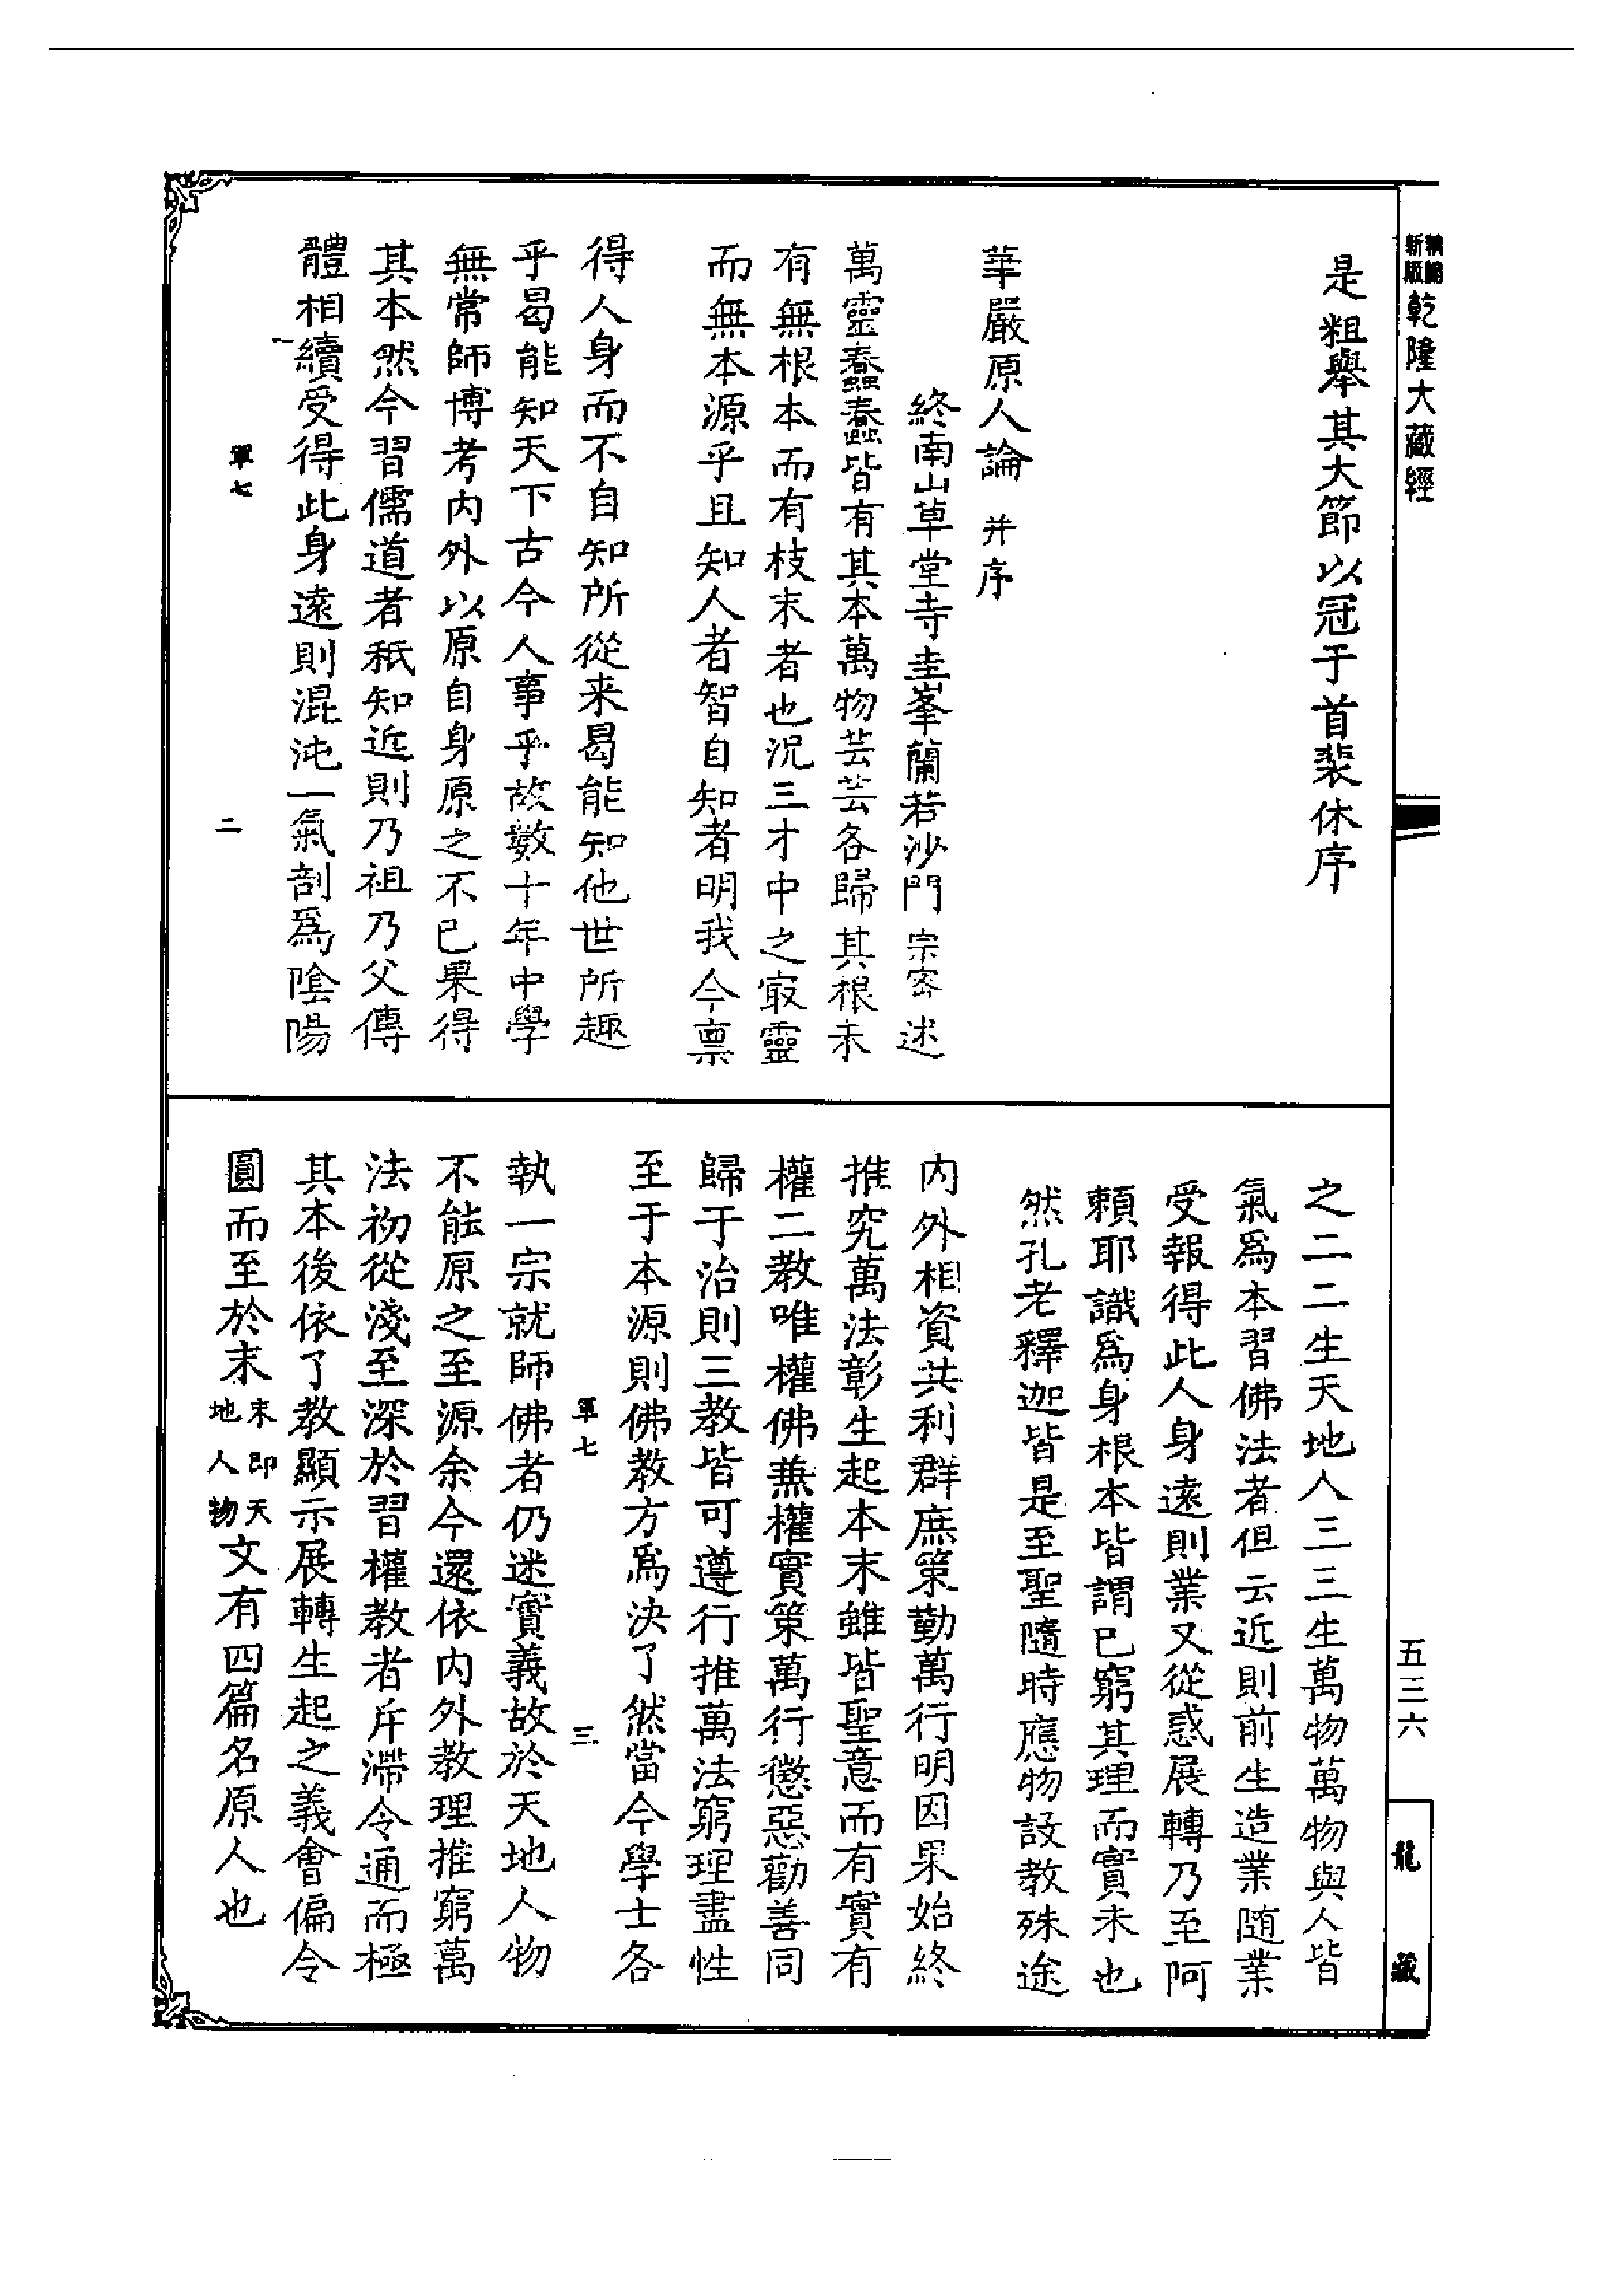 新版精縮乾隆大藏經
是粗舉其大節以冠于首裴休序
華嚴原人論 并序
終南山草堂寺圭峯蘭若沙門宗密述
萬靈蠢蠢皆有其本萬物芸芸各歸其根未
有無根本而有枝末者也況三才中之㝡靈
而無本源乎且知人者智自知者明我今禀
得人身而不自知所從来曷能知他世所趣
乎曷能知天下古今人事乎故數十年中學
無常師博考内外以原自身原之不已果得
其本然今習儒道者秖知近則乃祖乃父傳
體相續受得此身遠則混沌一氣剖爲陰陽
單七 二
之二二生天地人三三生萬物萬物與人皆
氣爲本習佛法者但云近則前生造業随業
受報得此人身遠則業又從惑展轉乃至阿
賴耶識爲身根本皆謂已窮其理而實未也
然孔老釋迦皆是至聖隨時應物設教殊途
内外相資共利群庶策勤萬行明因果始終
推究萬法彰生起本末雖皆聖意而有實有
權二教唯權佛兼權實策萬行懲惡勸善同
歸于治則三教皆可遵行推萬法窮理盡性
至于本源則佛教方爲決了然當今學士各
單七 三
執一宗就師佛者仍迷實義故於天地人物
不能原之至源余今還依内外教理推窮萬
法初從淺至深於習權教者斥滯令通而極
其本後依了教顯示展轉生起之義會偏令
圓而至於末末即天地人物文有四篇名原人也
五三六
龍藏